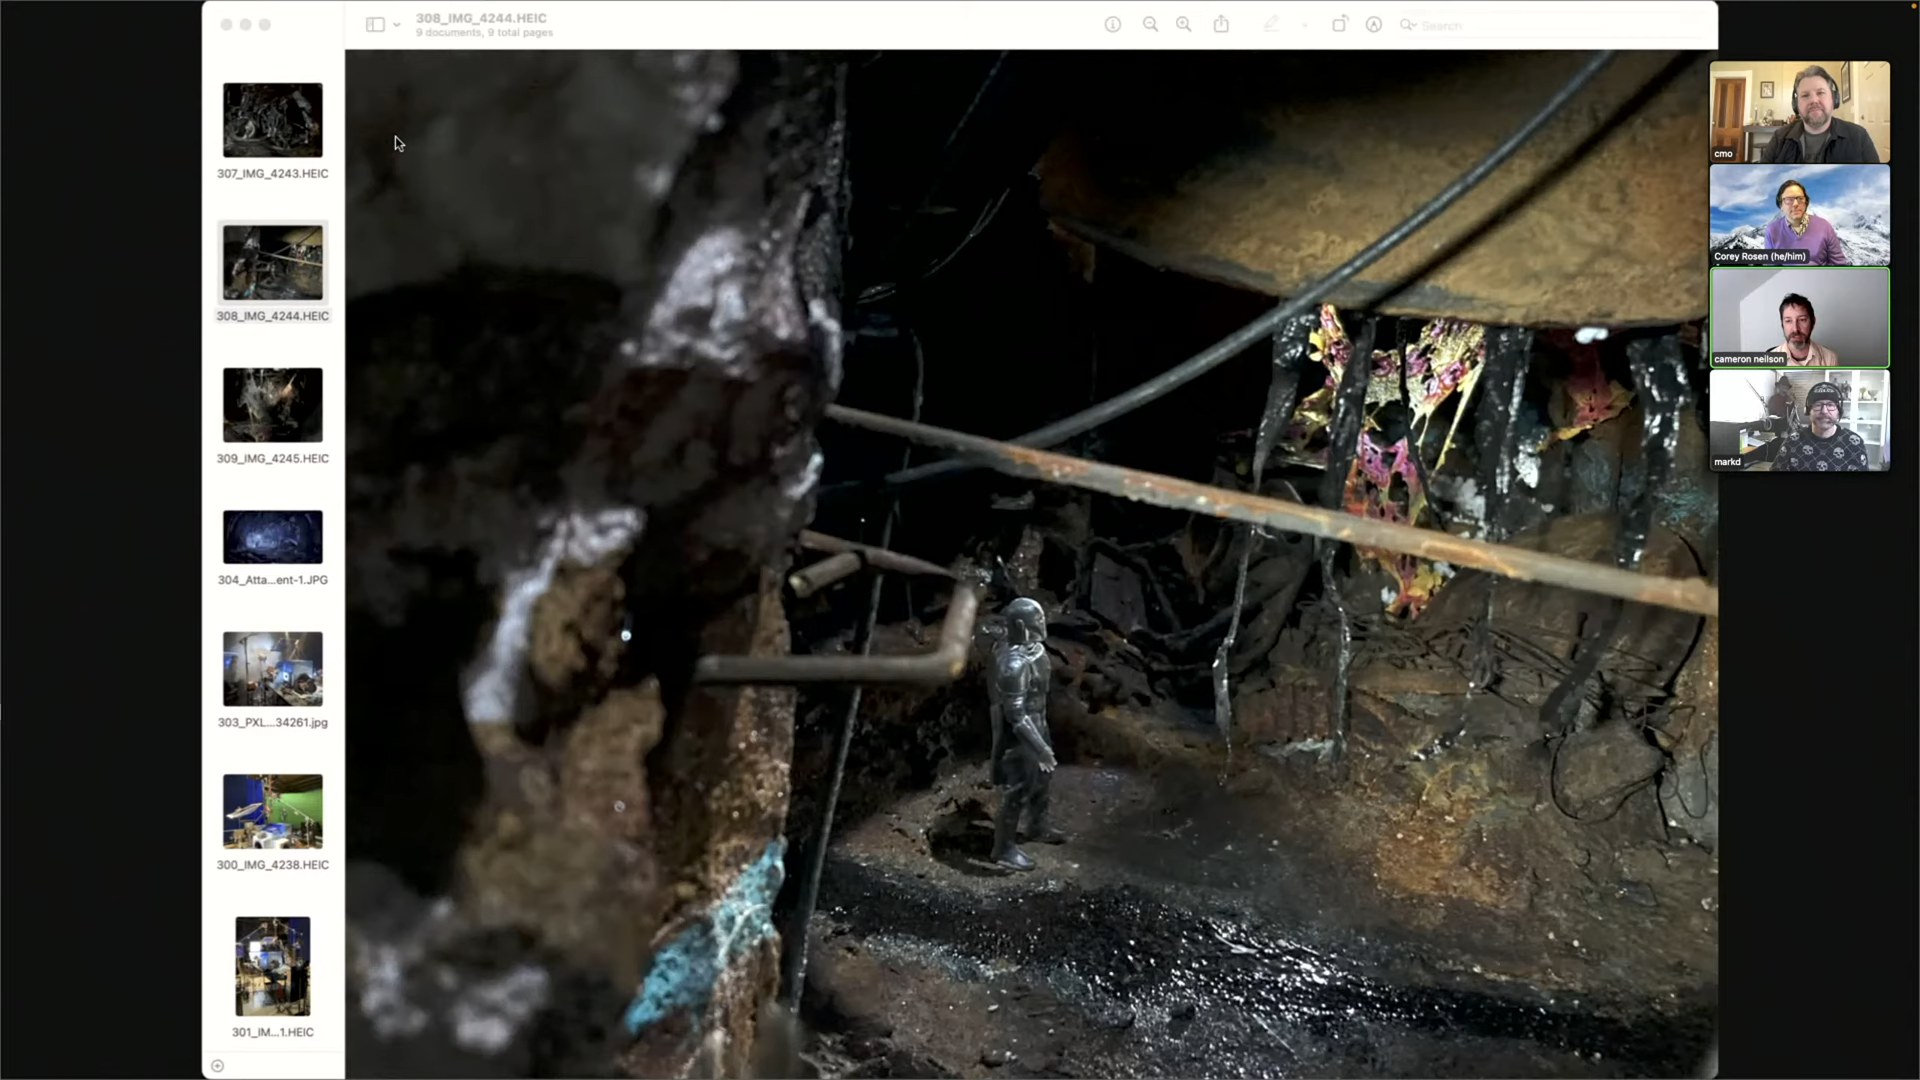 308_IMG_4244.HEIC
9 documents, 9 total pages
Search
307_IMG_4243.HEIC
308_IMG_4244.HEIC
309_IMG_4245.HEIC
304_Atta...ent-1.JPG
303_PXL...34261.jpg
300_IMG_4238.HEIC
301_IM...1.HEIC
cmo
Corey Rosen (he/him)
cameron neilson
markd